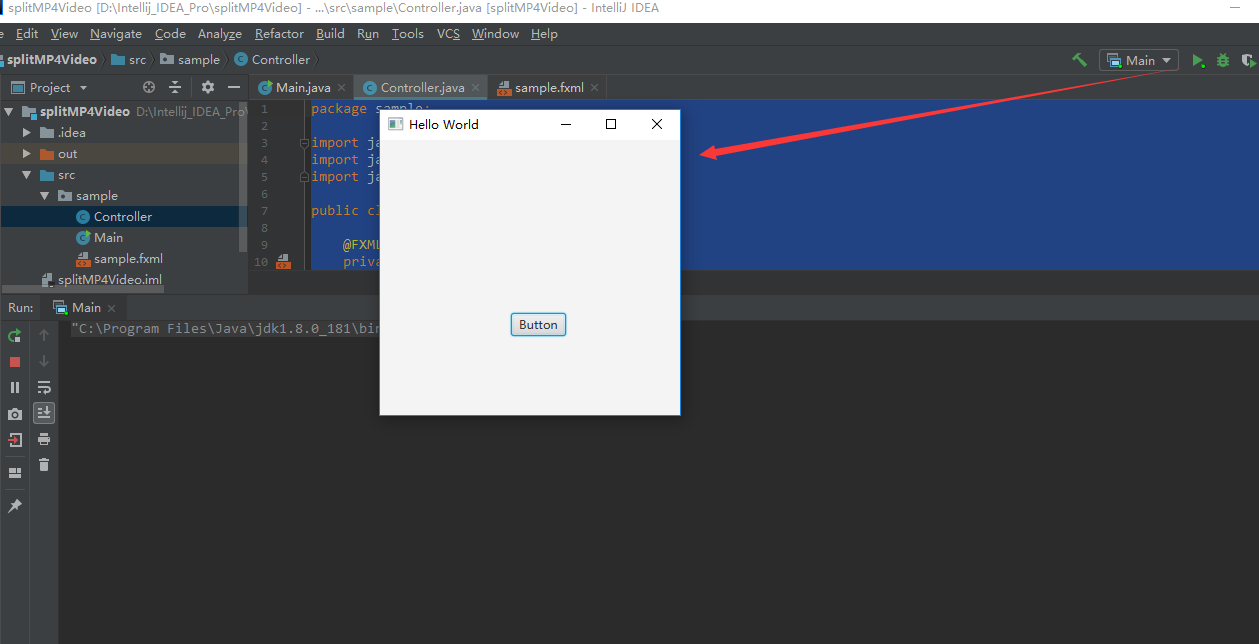 splitMP4Video [D:\Intellij_IDEA_Pro\splitMP4Video] - ...\src\sample\Controller.java [splitMP4Video] - IntelliJ IDEA
Edit View Navigate Code Analyze Refactor Build Run Tools VCS Window Help
splitMP4Video src sample Controller
Main
Project
Main.java Controller.java sample.fxml
splitMP4Video D:\Intellij_IDEA_Pro
.idea
out
src
sample
Controller
Main
sample.fxml
splitMP4Video.iml
1 package sample;
2
3 import ja
4 import ja
5 import ja
6
7 public cl
8
9 @FXML
10 priva
Hello World
Button
Run: Main
"C:\Program Files\Java\jdk1.8.0_181\bin